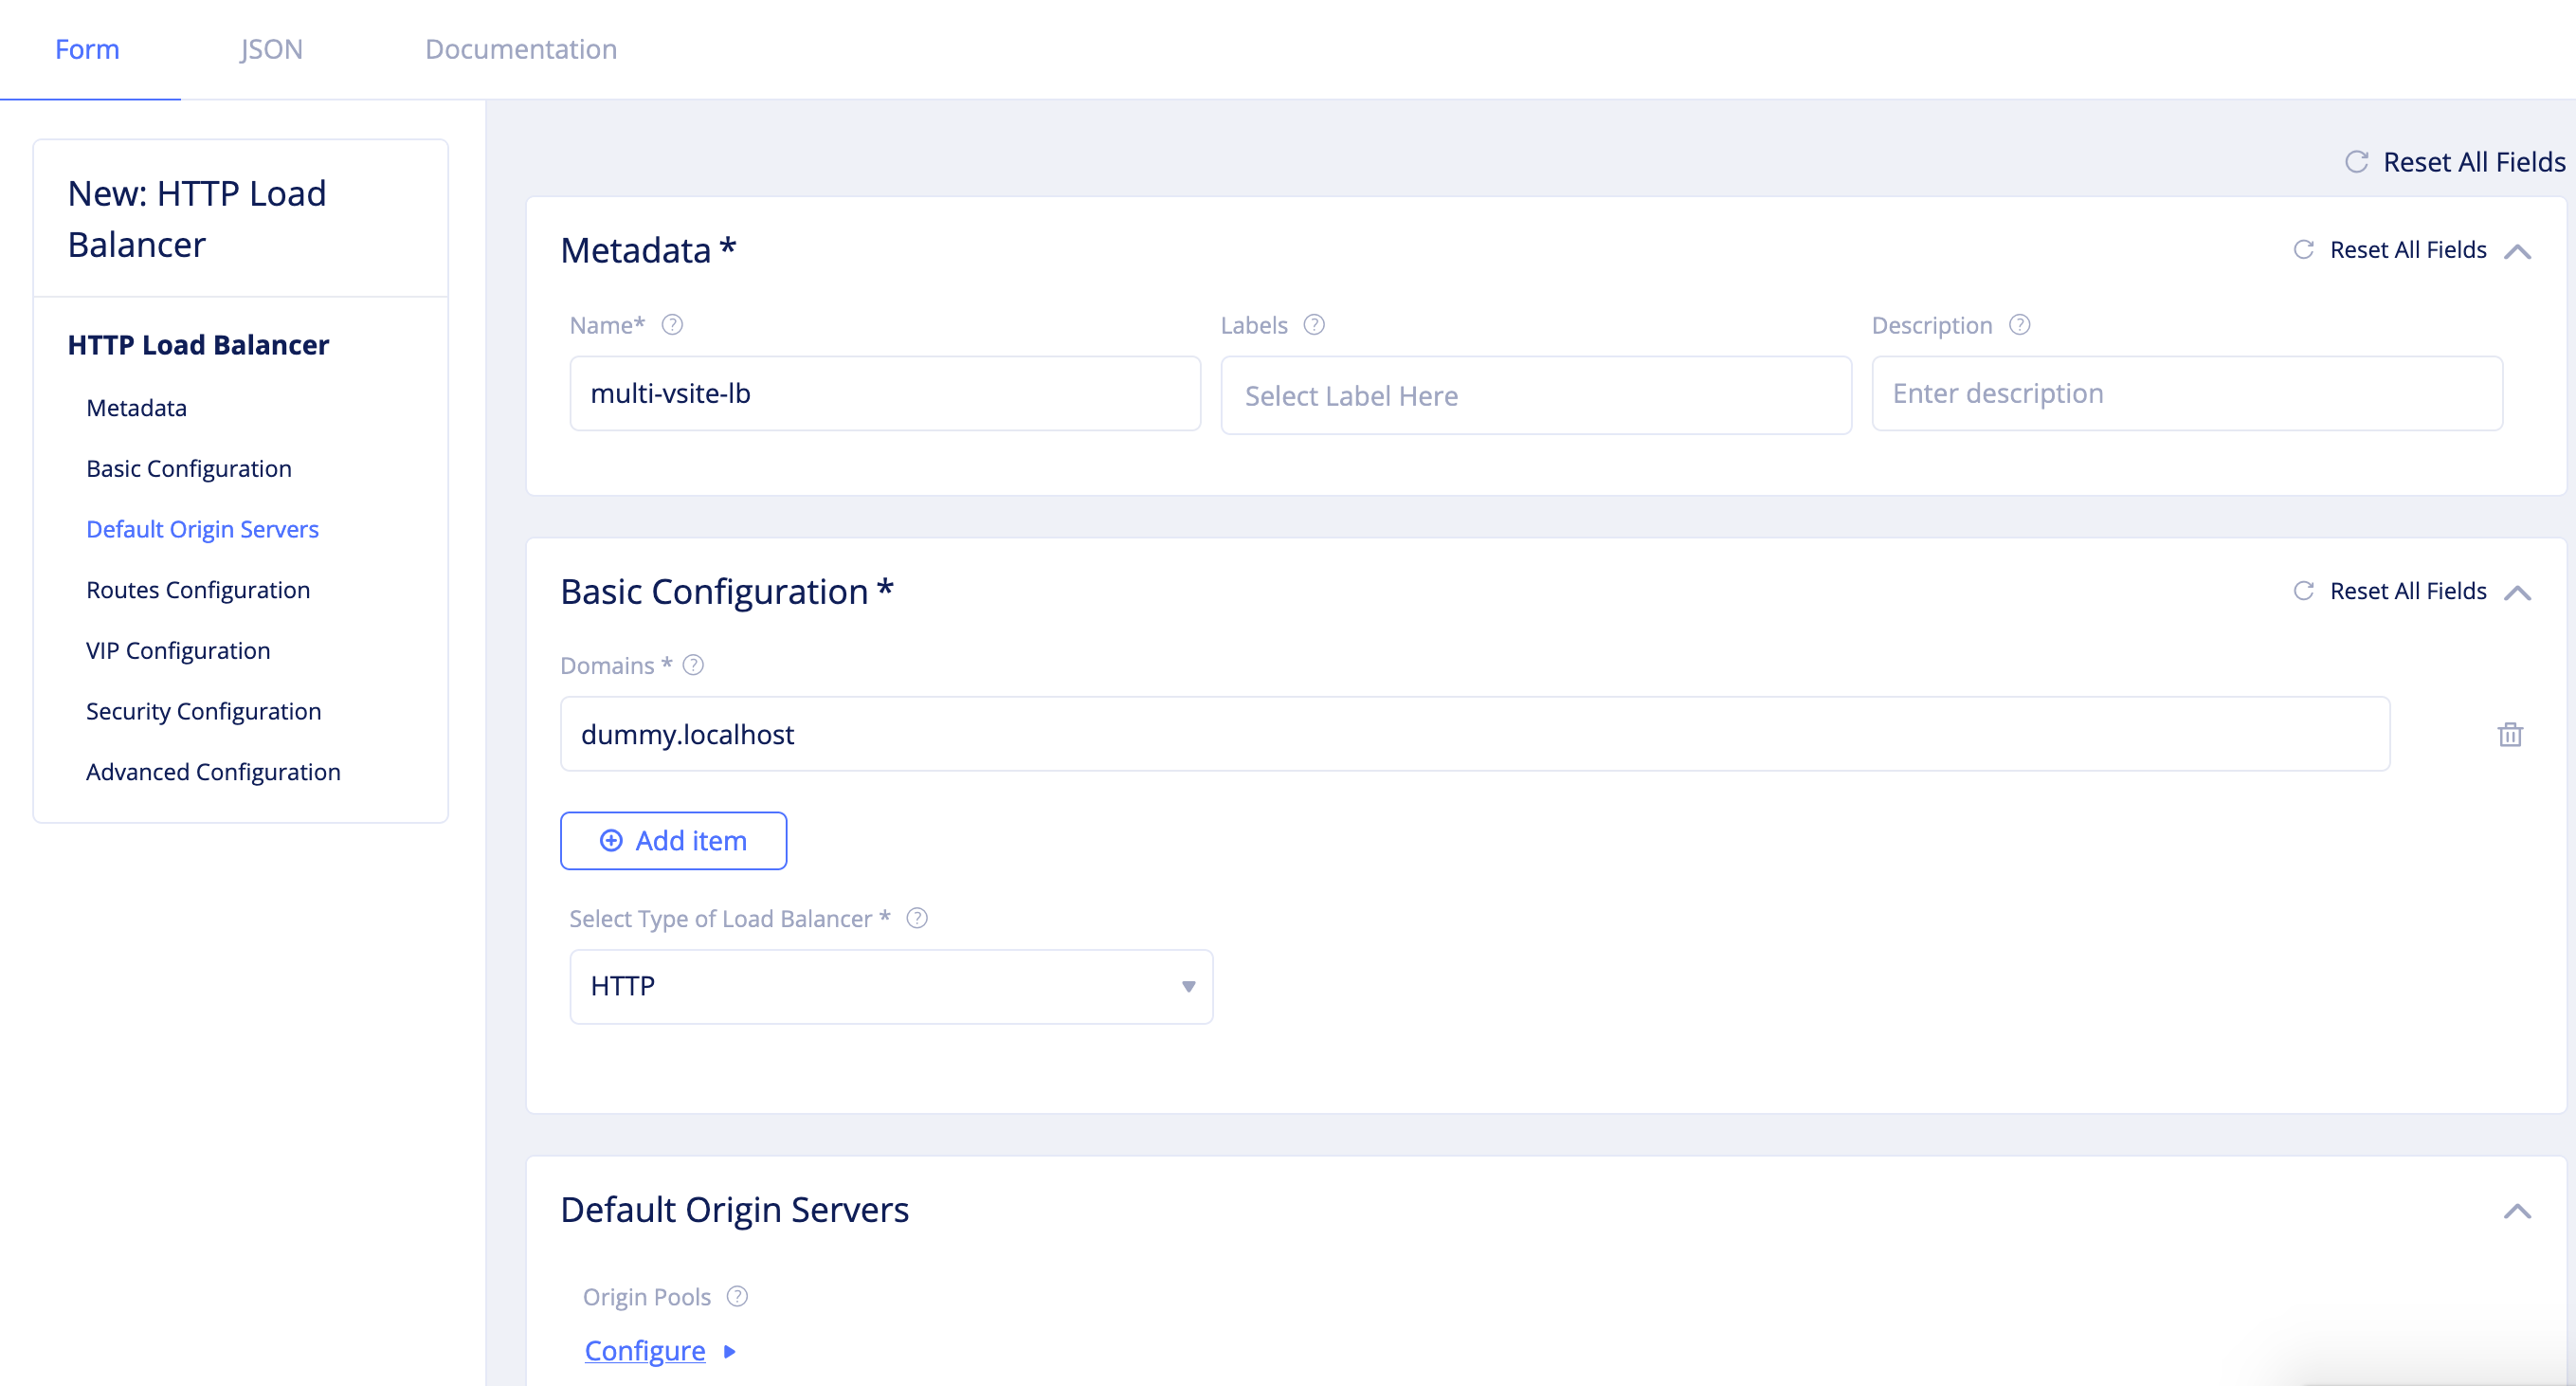 Form JSON Documentation
New: HTTP Load
Balancer
HTTP Load Balancer
Metadata
Basic Configuration
Default Origin Servers
Routes Configuration
VIP Configuration
Security Configuration
Advanced Configuration
Reset All Fields
Metadata *
Reset All Fields
Name* ? Labels ? Description ?
multi-vsite-lb Select Label Here Enter description
Basic Configuration *
Reset All Fields
Domains * ?
dummy.localhost
Add item
Select Type of Load Balancer * ?
HTTP
Default Origin Servers
Origin Pools ?
Configure